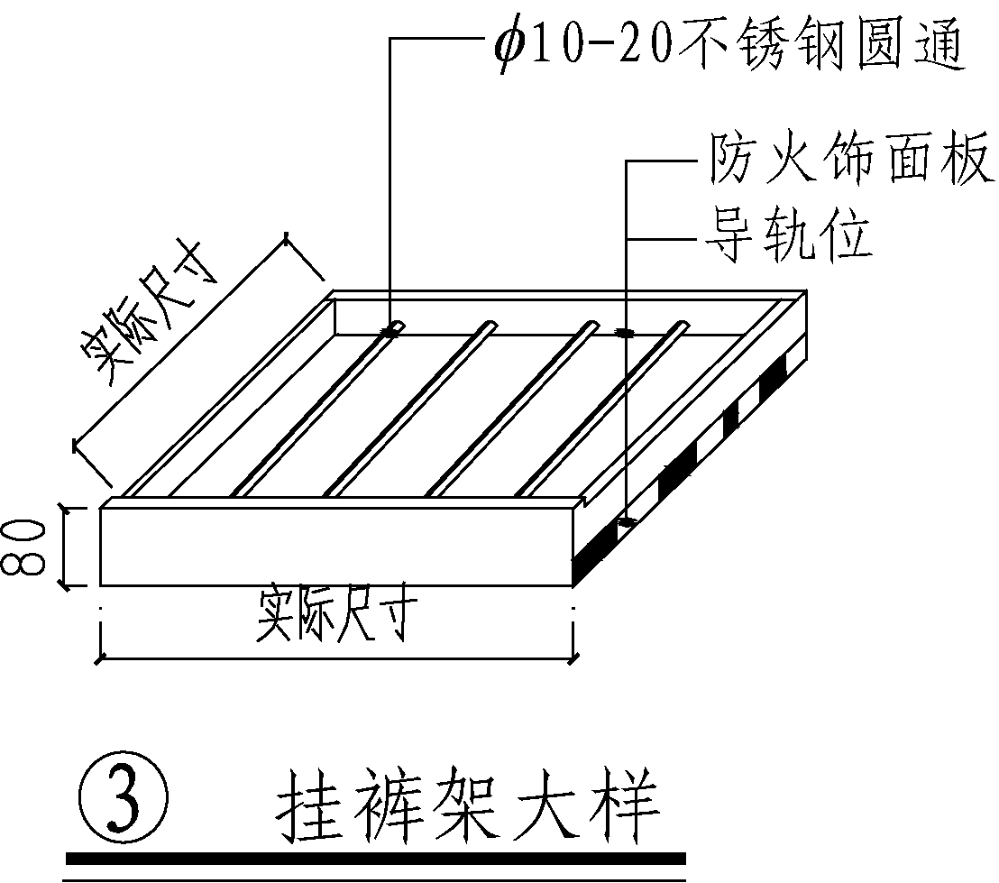 ϕ10-20不锈钢圆通
防火饰面板
导轨位
实际尺寸
80
实际尺寸
3 挂裤架大样